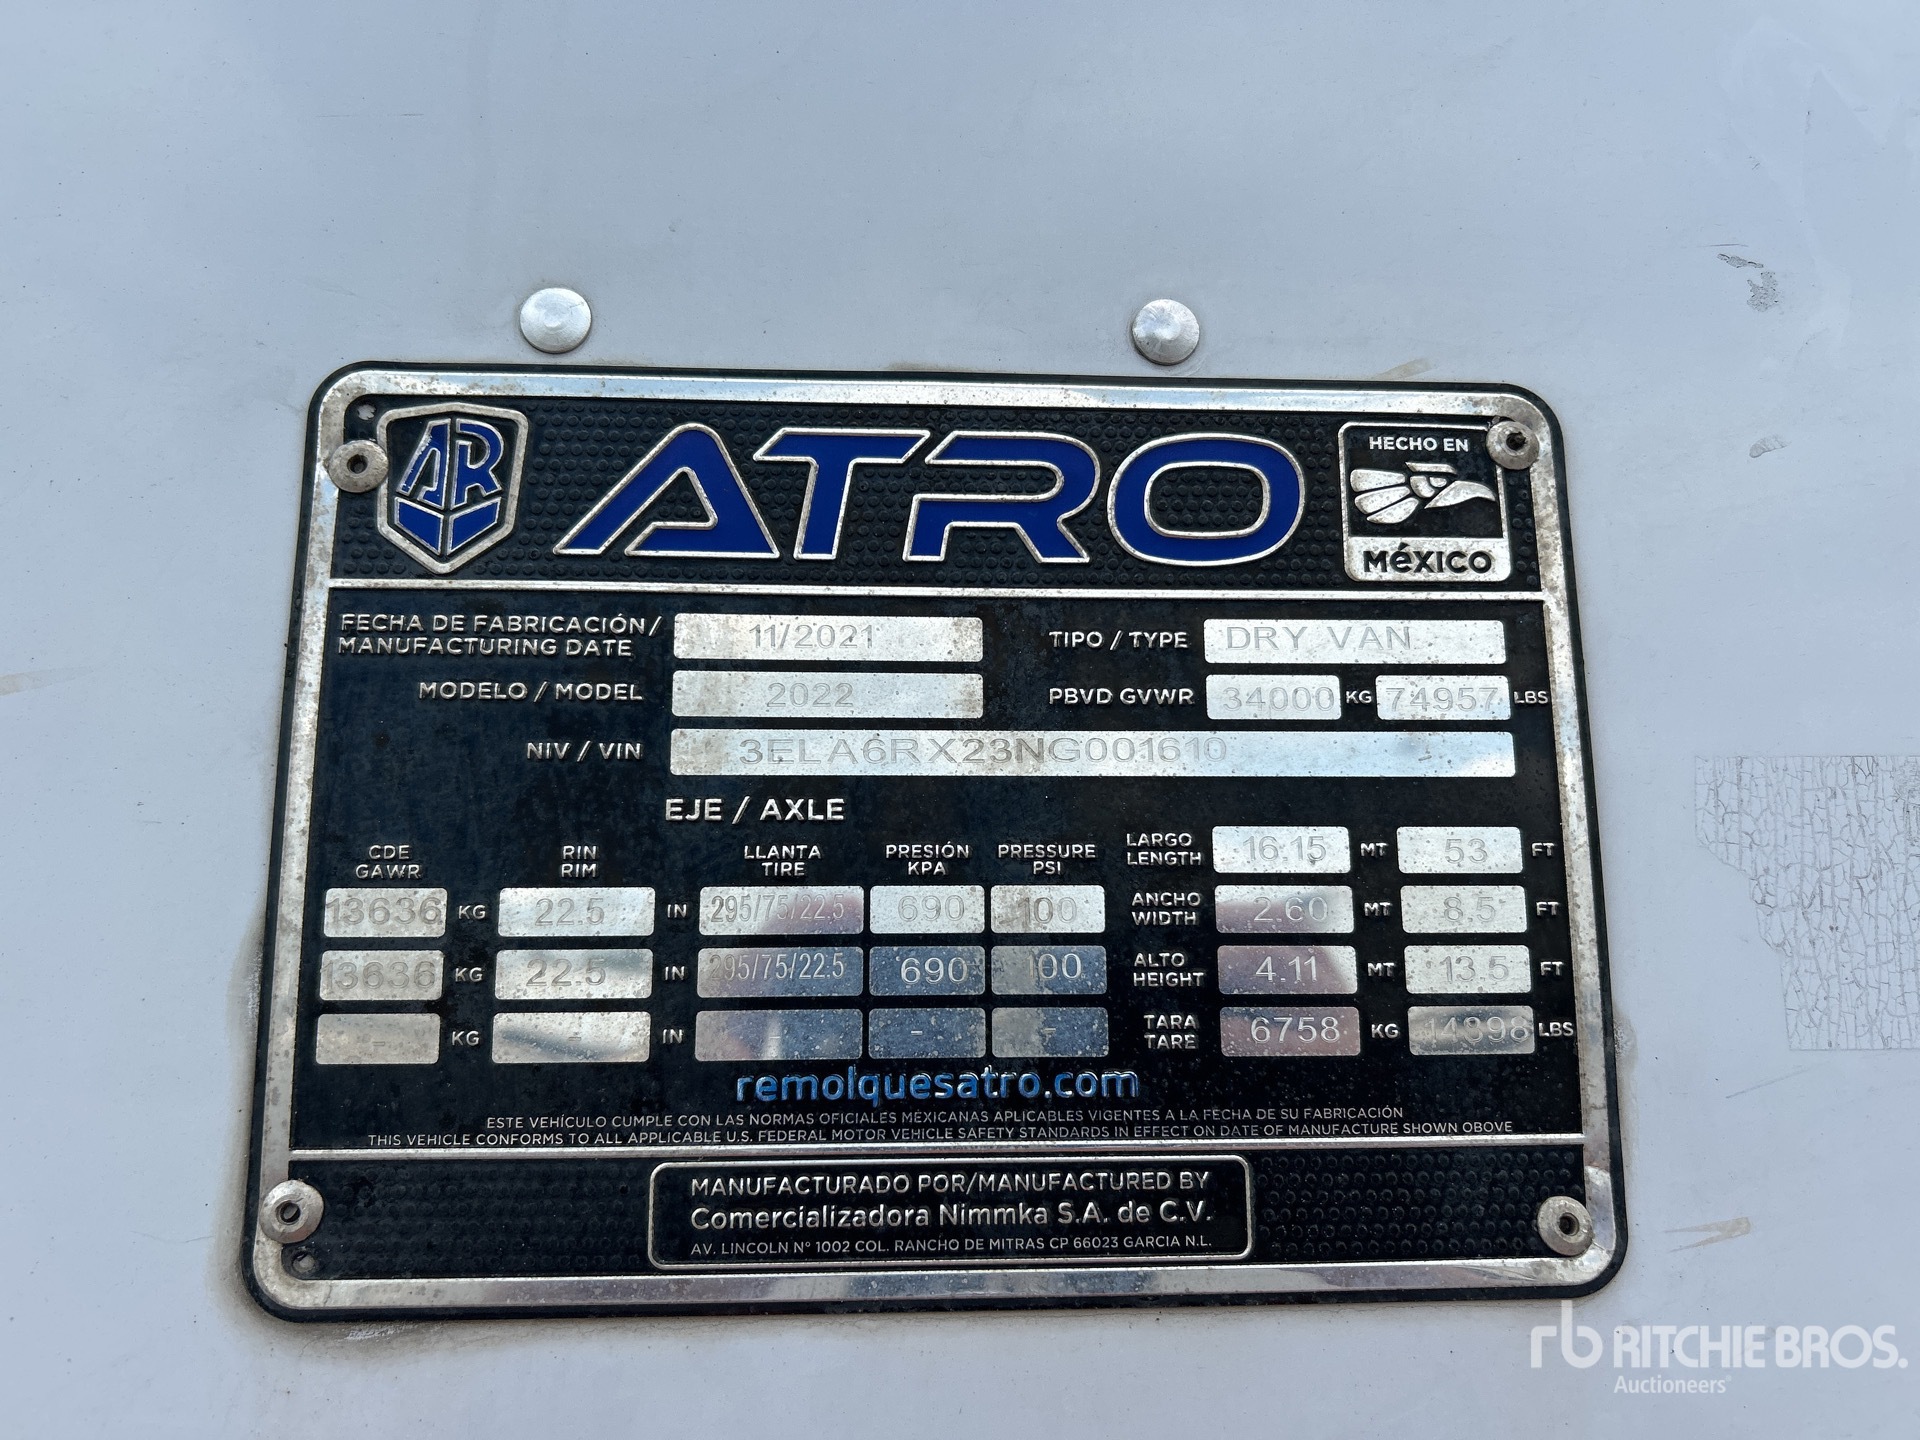 AR ATRO HECHO EN MéXICO
FECHA DE FABRICACIÓN/ MANUFACTURING DATE 11/2021 TIPO / TYPE DRY VAN
MODELO / MODEL 2022 PBVD GVWR 34000 KG 74957 LBS
NIV / VIN 3ELA6RX23NG001610
EJE / AXLE
CDE GAWR RIN RIM LLANTA TIRE PRESIÓN KPA PRESSURE PSI LARGO LENGTH 16.15 MT 53 FT
13636 KG 22.5 IN 295/75/22.5 690 100 ANCHO WIDTH 2.60 MT 8.5 FT
13636 KG 22.5 IN 295/75/22.5 690 100 ALTO HEIGHT 4.11 MT 13.5 FT
- KG - IN - - - TARA TARE 6758 KG 14898 LBS
remolquesatro.com
ESTE VEHÍCULO CUMPLE CON LAS NORMAS OFICIALES MEXICANAS APLICABLES VIGENTES A LA FECHA DE SU FABRICACIÓN
THIS VEHICLE CONFORMS TO ALL APPLICABLE U.S. FEDERAL MOTOR VEHICLE SAFETY STANDARDS IN EFFECT ON DATE OF MANUFACTURE SHOWN OBOVE
MANUFACTURADO POR/MANUFACTURED BY
Comercializadora Nimmka S.A. de C.V.
AV. LINCOLN Nº 1002 COL. RANCHO DE MITRAS CP 66023 GARCIA N.L.
rb RITCHIE BROS.
Auctioneers